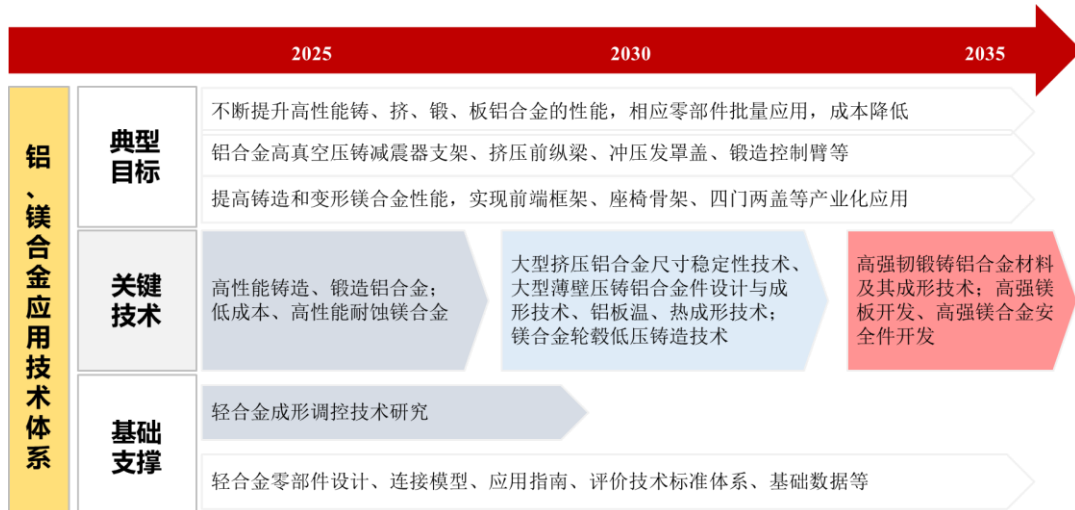 2025
2030
2035
铝、镁合金应用技术体系
典型
目标
不断提升高性能铸、挤、锻、板铝合金的性能，相应零部件批量应用，成本降低
铝合金高真空压铸减震器支架、挤压前纵梁、冲压发罩盖、锻造控制臂等
提高铸造和变形镁合金性能，实现前端框架、座椅骨架、四门两盖等产业化应用
关键
技术
高性能铸造、锻造铝合金；
低成本、高性能耐蚀镁合金
大型挤压铝合金尺寸稳定性技术、
大型薄壁压铸铝合金件设计与成
形技术、铝板温、热成形技术；
镁合金轮毂低压铸造技术
高强韧锻铸铝合金材料
及其成形技术；高强镁
板开发、高强镁合金安
全件开发
基础
支撑
轻合金成形调控技术研究
轻合金零部件设计、连接模型、应用指南、评价技术标准体系、基础数据等